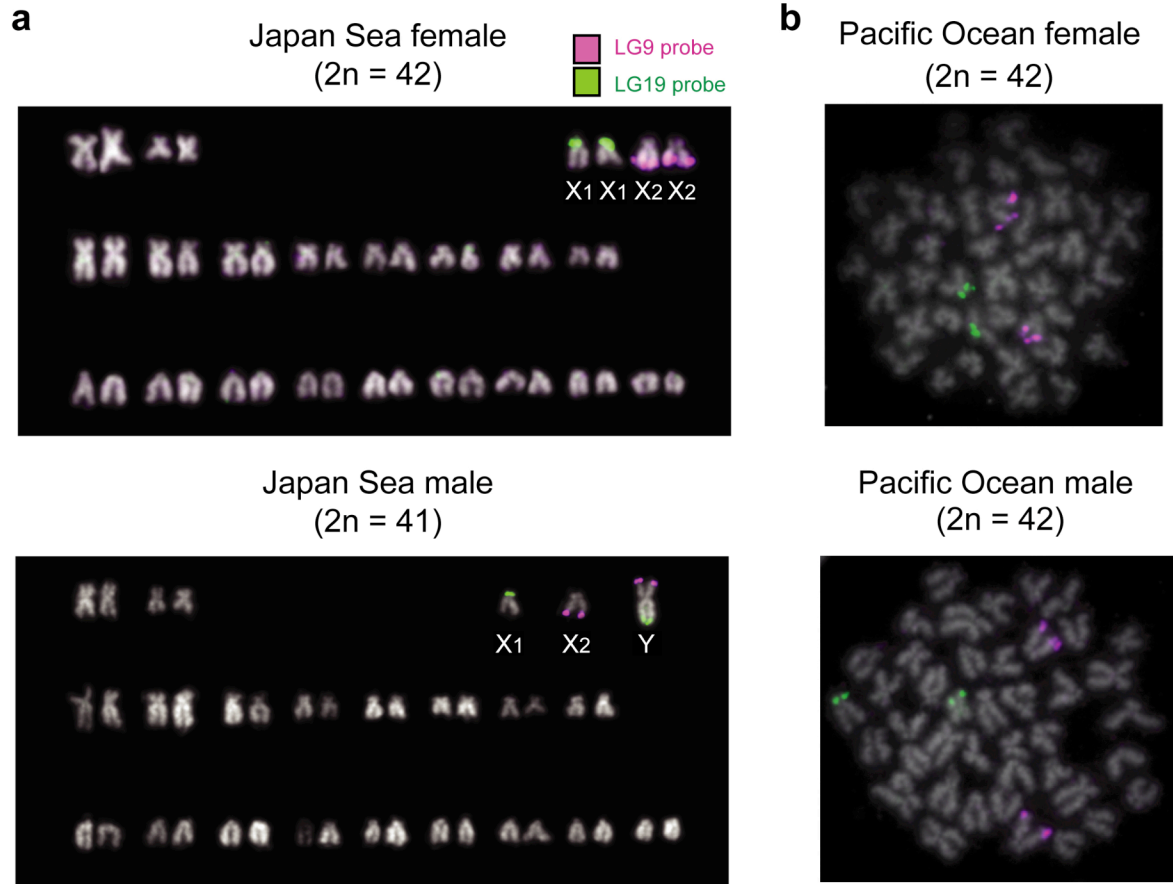 a
Japan Sea female
(2n = 42)
LG9 probe
LG19 probe
X1 X1 X2 X2
Japan Sea male
(2n = 41)
X1 X2 Y
b
Pacific Ocean female
(2n = 42)
Pacific Ocean male
(2n = 42)